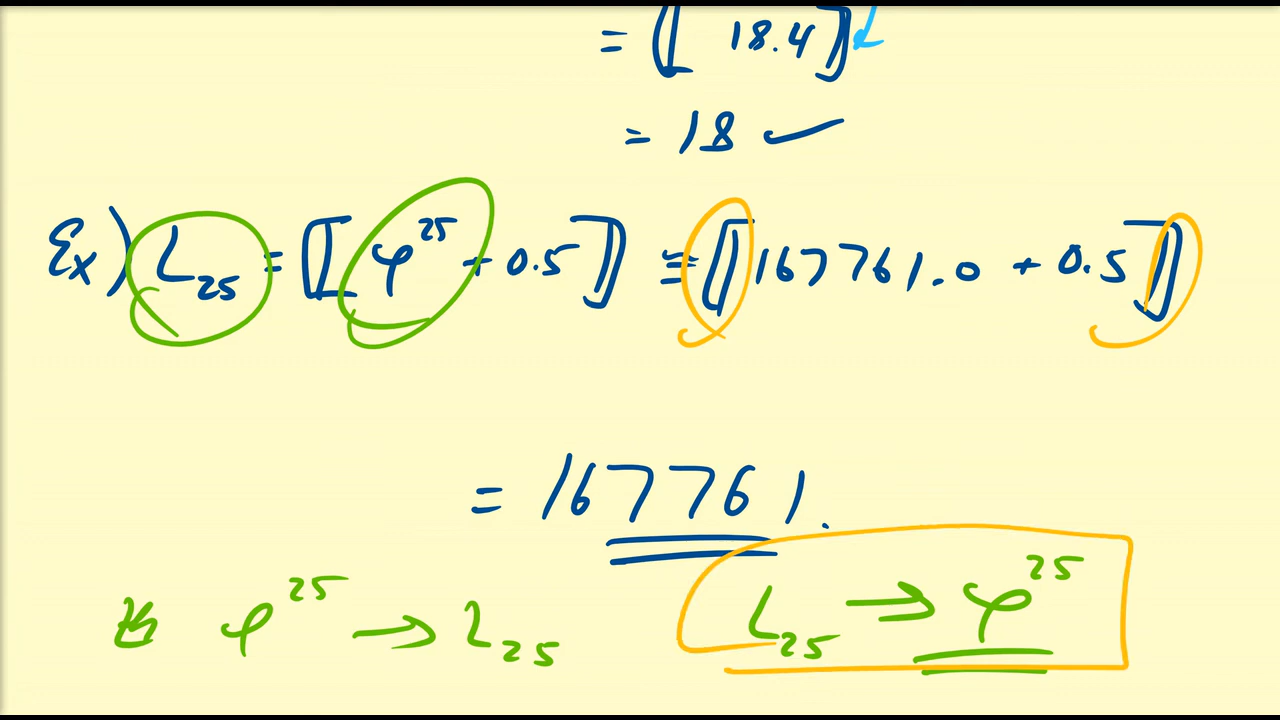 = ⟦ 18.4 ⟧
= 18 ✓
Ex) L₂₅ = ⟦ φ²⁵ + 0.5 ⟧ = ⟦ 167761.0 + 0.5 ⟧
= 167761.
φ²⁵ → L₂₅ L₂₅ → φ²⁵